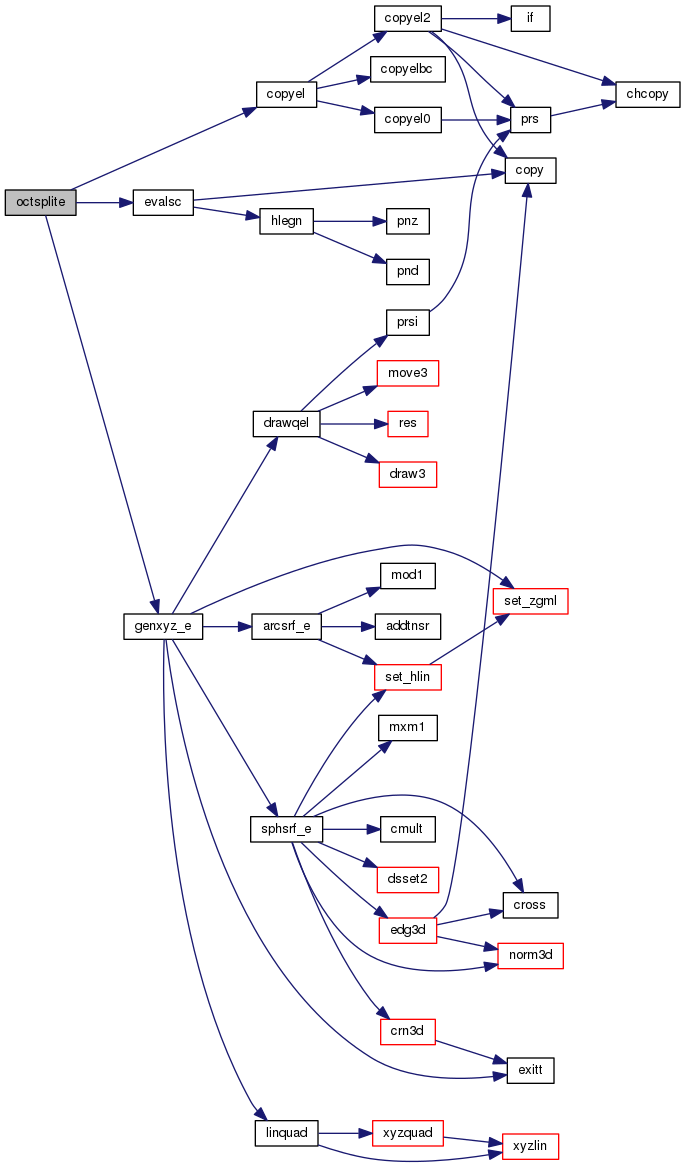 copyel2
if
copyelbc
copyel
chcopy
copyel0
prs
copy
octsplite
evalsc
hlegn
pnz
pnd
prsi
move3
drawqel
res
draw3
mod1
set_zgml
genxyz_e
arcsrf_e
addtnsr
set_hlin
mxm1
sphsrf_e
cmult
dsset2
cross
edg3d
norm3d
crn3d
exitt
linquad
xyzquad
xyzlin